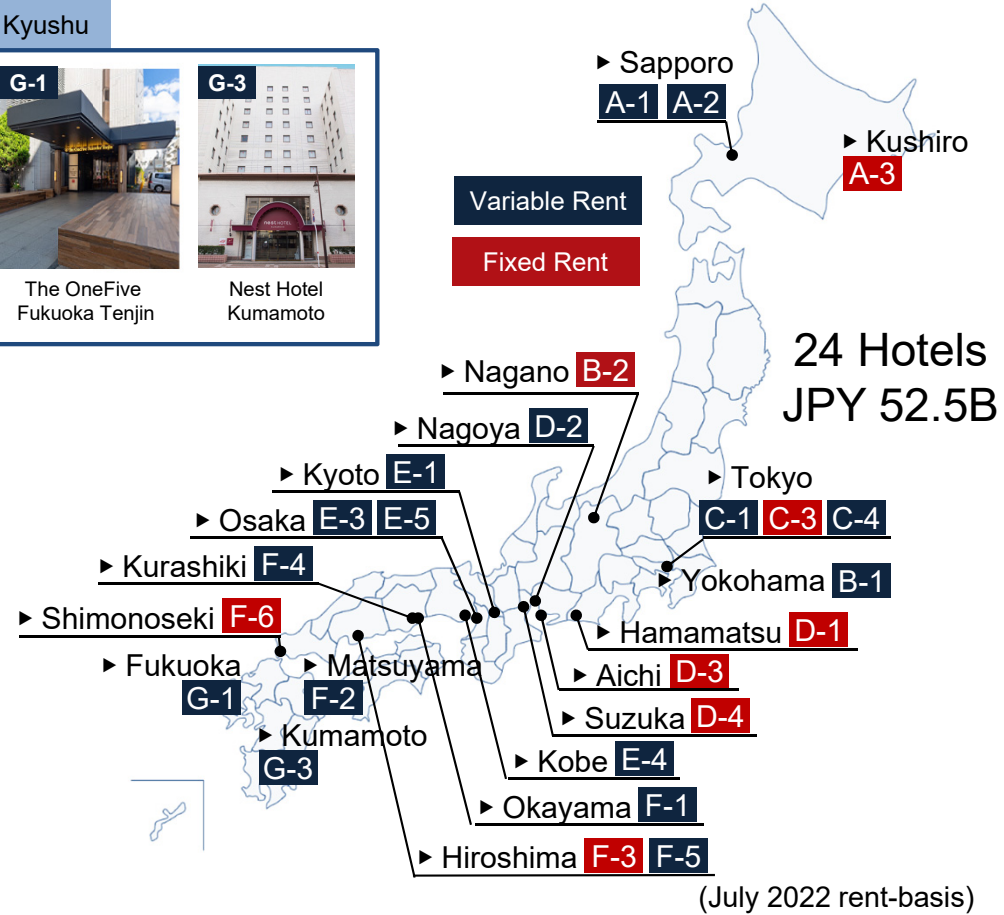 Kyushu
G-1
G-3
nest HOTEL
The OneFive
Fukuoka Tenjin
Nest Hotel
Kumamoto
Variable Rent
Fixed Rent
24 Hotels
JPY 52.5B
Sapporo
A-1 A-2
Kushiro
A-3
Nagano B-2
Nagoya D-2
Kyoto E-1
Osaka E-3 E-5
Kurashiki F-4
Shimonoseki F-6
Fukuoka
G-1
Matsuyama
F-2
Kumamoto
G-3
Tokyo
C-1 C-3 C-4
Yokohama B-1
Hamamatsu D-1
Aichi D-3
Suzuka D-4
Kobe E-4
Okayama F-1
Hiroshima F-3 F-5
(July 2022 rent-basis)